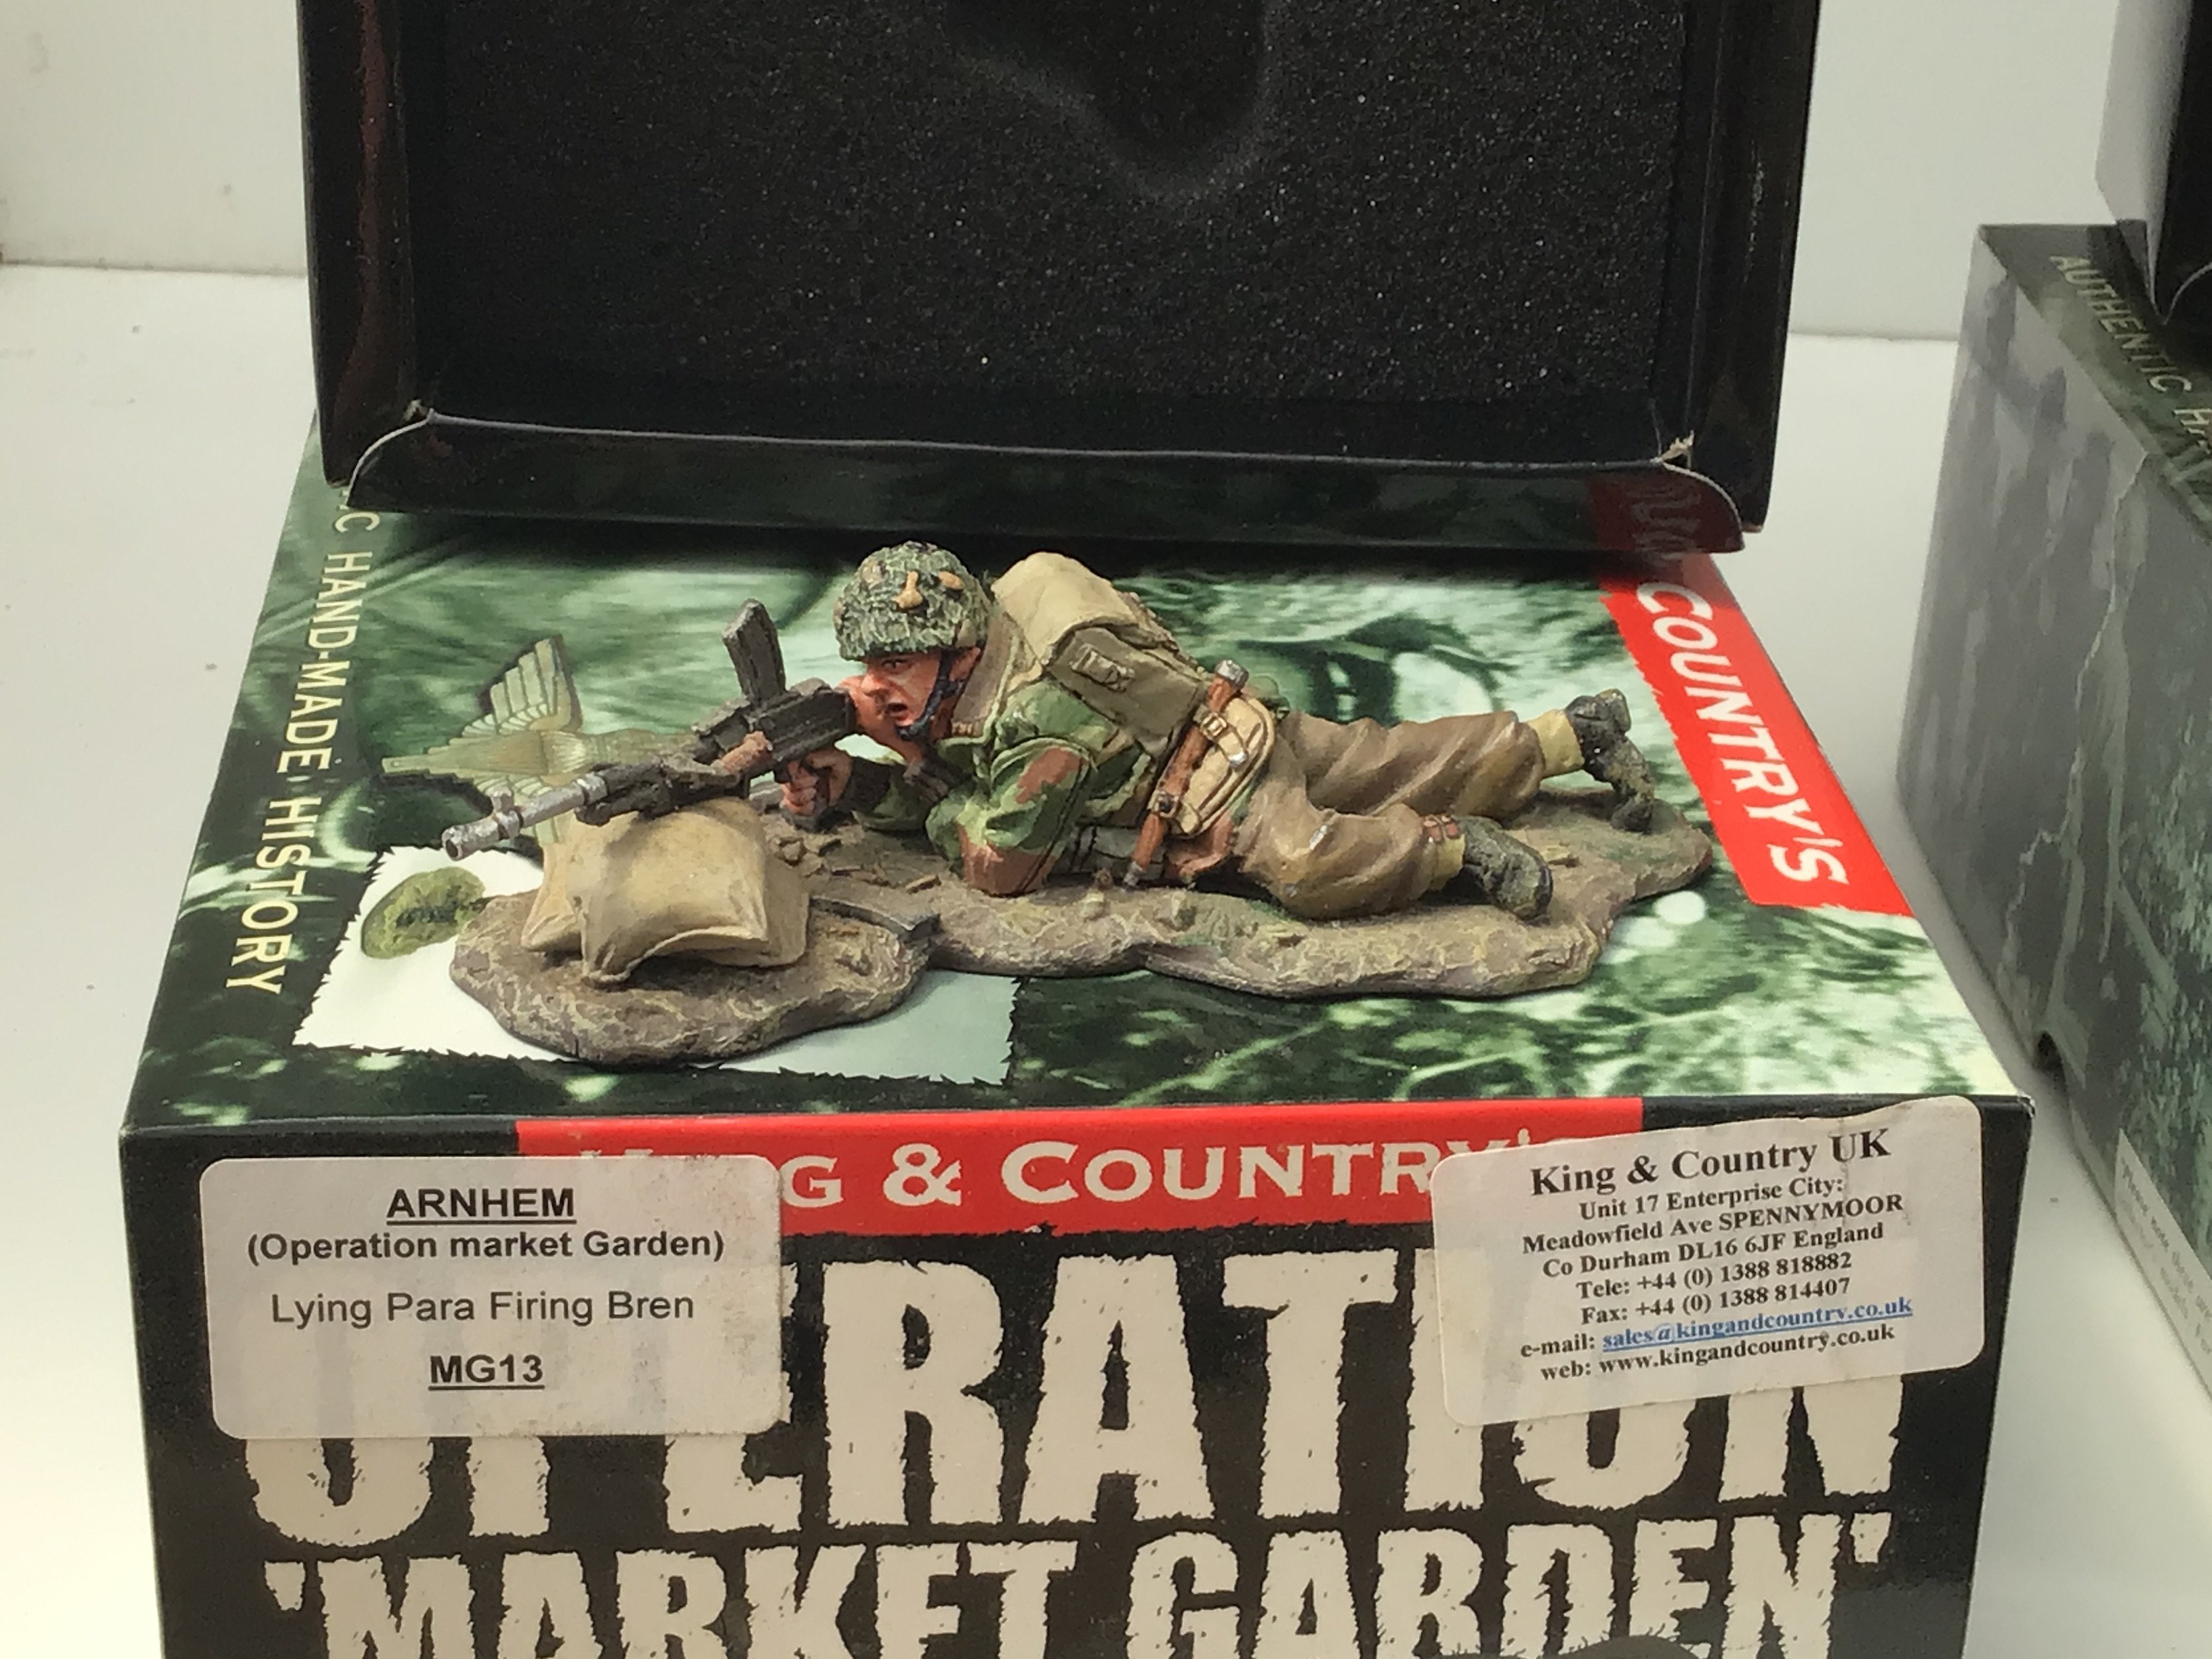 AUTHENTIC
HAND-MADE HISTORY
COUNTRY'S
& COUNTRY'S
ARNHEM
(Operation market Garden)
Lying Para Firing Bren
MG13
King & Country UK
Unit 17 Enterprise City:
Meadowfield Ave SPENNYMOOR
Co Durham DL16 6JF England
Tele: +44 (0) 1388 818882
Fax: +44 (0) 1388 814407
e-mail: sales@kingandcountry.co.uk
web: www.kingandcountry.co.uk
OPERATION
'MARKET GARDEN'